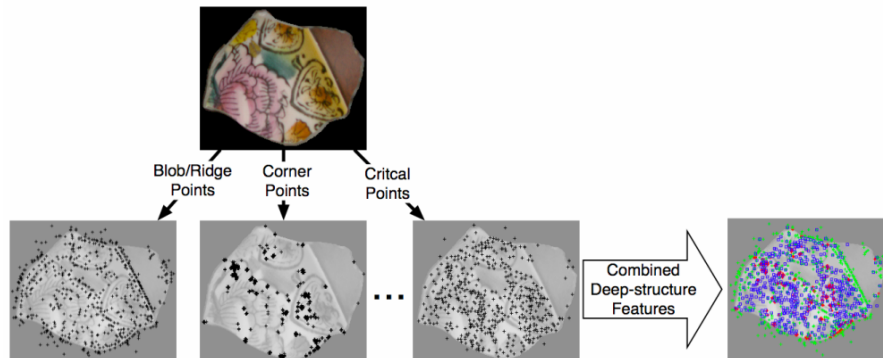 Blob/Ridge
Points
Corner
Points
Critcal
Points
...
Combined
Deep-structure
Features